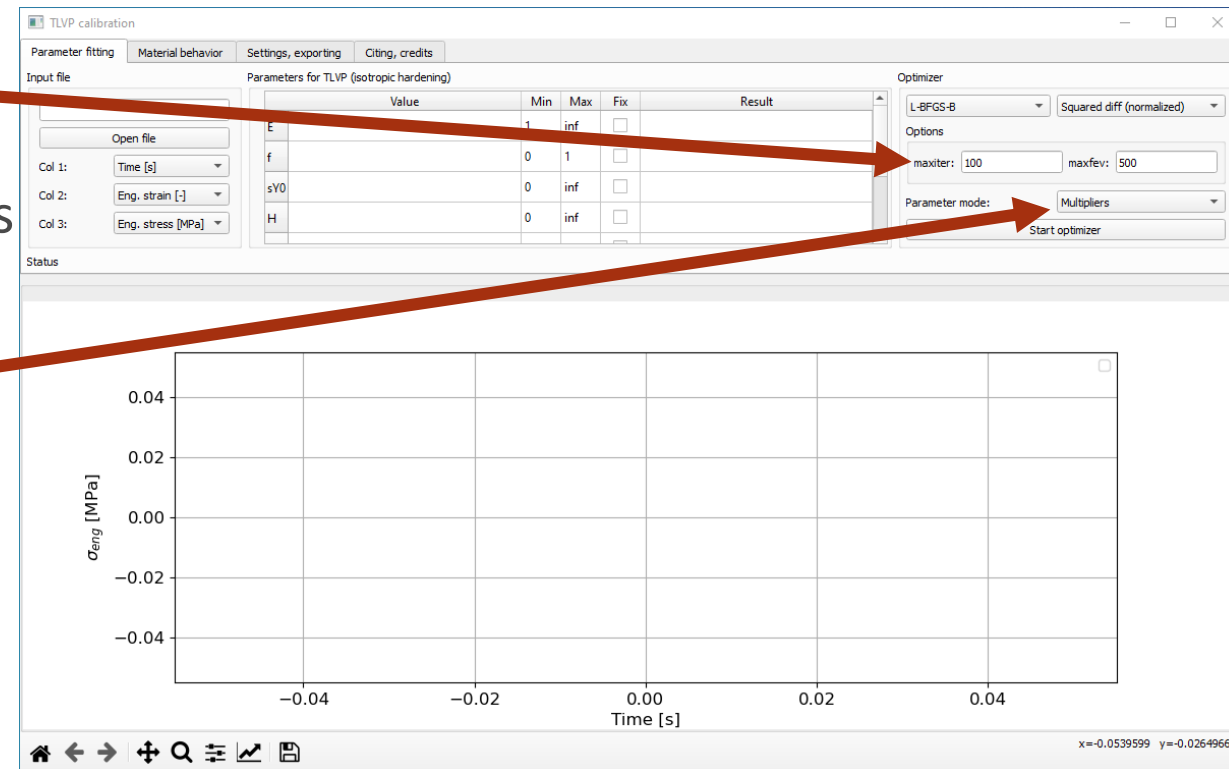 TLVP calibration
Parameter fitting Material behavior Settings, exporting Citing, credits
Input file
Open file
Col 1: Time [s]
Col 2: Eng. strain [-]
Col 3: Eng. stress [MPa]
Parameters for TLVP (isotropic hardening)
Value Min Max Fix Result
E 1 inf
f 0 1
sY0 0 inf
H 0 inf
Optimizer
L-BFGS-B Squared diff (normalized)
Options
maxiter: 100 maxfev: 500
Parameter mode: Multipliers
Start optimizer
s
Status
σeng [MPa]
0.04
0.02
0.00
−0.02
−0.04
−0.04 −0.02 0.00 0.02 0.04
Time [s]
x=-0.0539599 y=-0.0264966